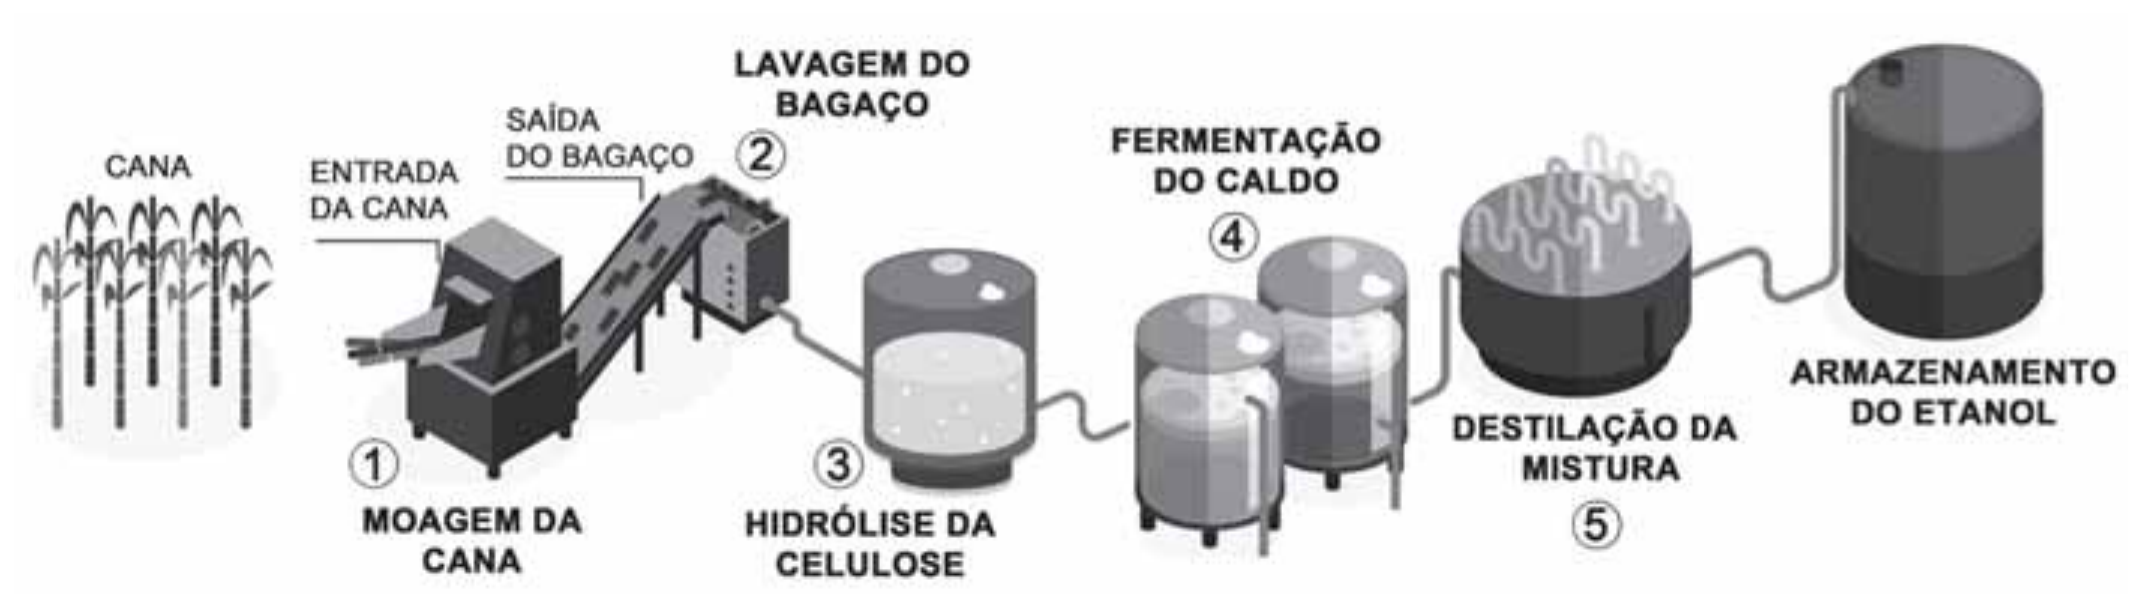 CANA
ENTRADA
DA CANA
1
MOAGEM DA
CANA
SAÍDA
DO BAGAÇO
LAVAGEM DO
BAGAÇO
2
3
HIDRÓLISE DA
CELULOSE
FERMENTAÇÃO
DO CALDO
4
DESTILAÇÃO DA
MISTURA
5
ARMAZENAMENTO
DO ETANOL